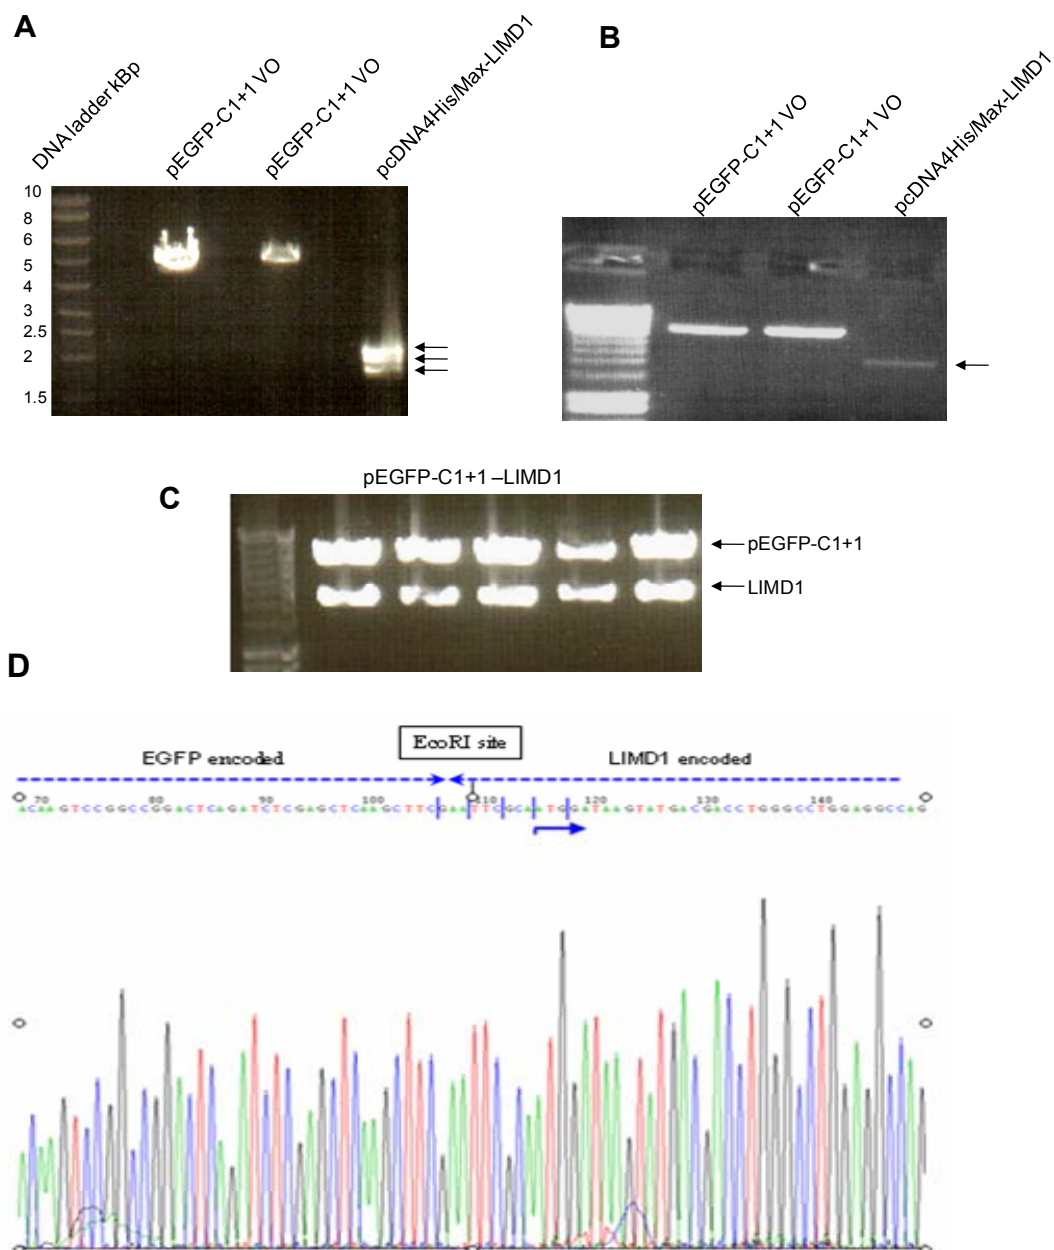 A
DNA ladder kBp
pEGFP-C1+1 VO
pEGFP-C1+1 VO
pcDNA4His/Max-LIMD1
10
8
6
5
4
3
2.5
2
1.5
B
pEGFP-C1+1 VO
pEGFP-C1+1 VO
pcDNA4His/Max-LIMD1
C
pEGFP-C1+1 –LIMD1
pEGFP-C1+1
LIMD1
D
EcoRI site
EGFP encoded
LIMD1 encoded
70 80 90 100 110 120 130 140
ACAAGTCCGGCCGGACTCAGATCTCGAGCTCAAGCTTCGAATTCGCAATGGATAAGTATGACGACCTGGGCCTGGAGGCCAG